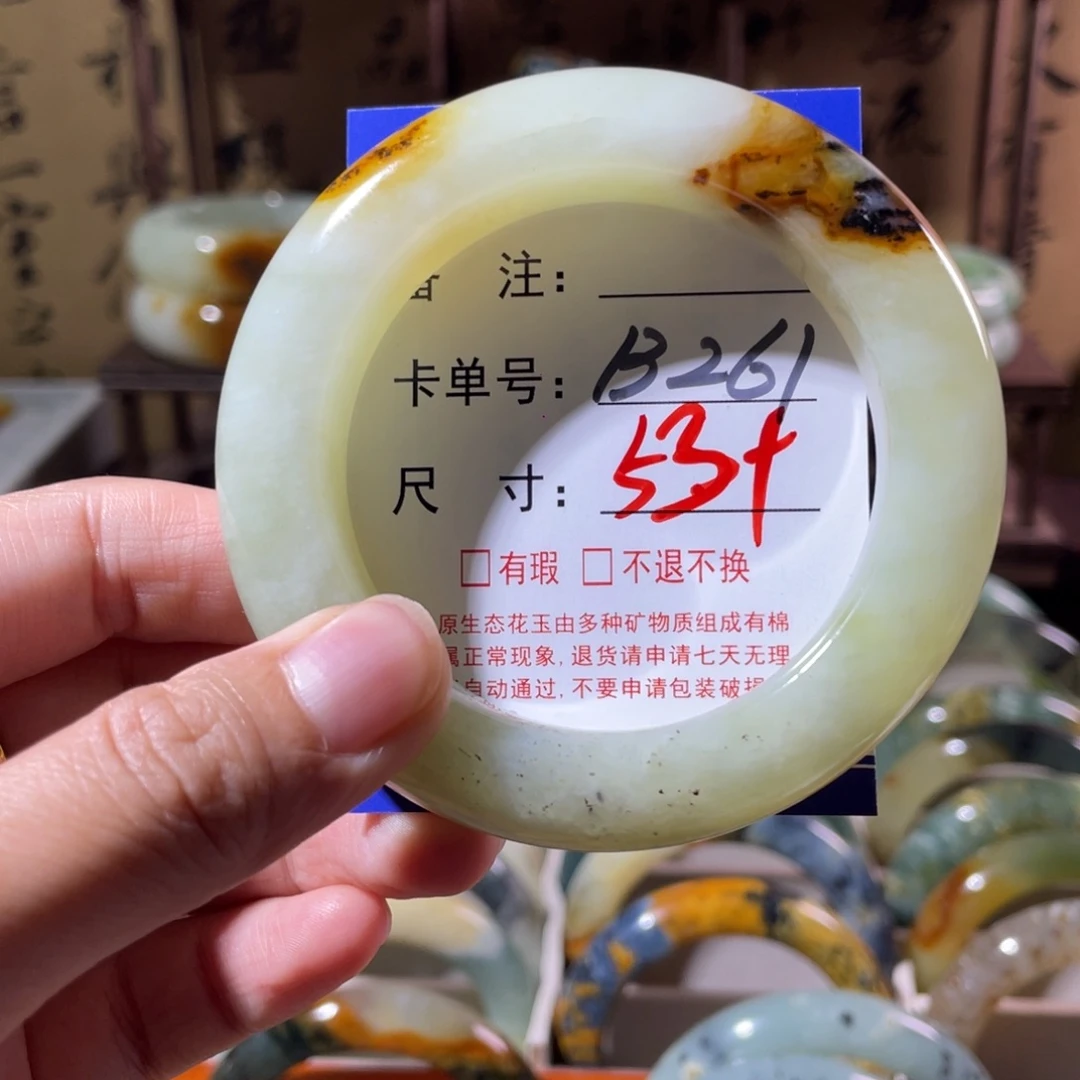 备 注：
卡单号：B261
尺 寸：53+
□有瑕 □不退不换
原生态花玉由多种矿物质组成有棉
属正常现象，退货请申请七天无理
自动通过，不要申请包装破损